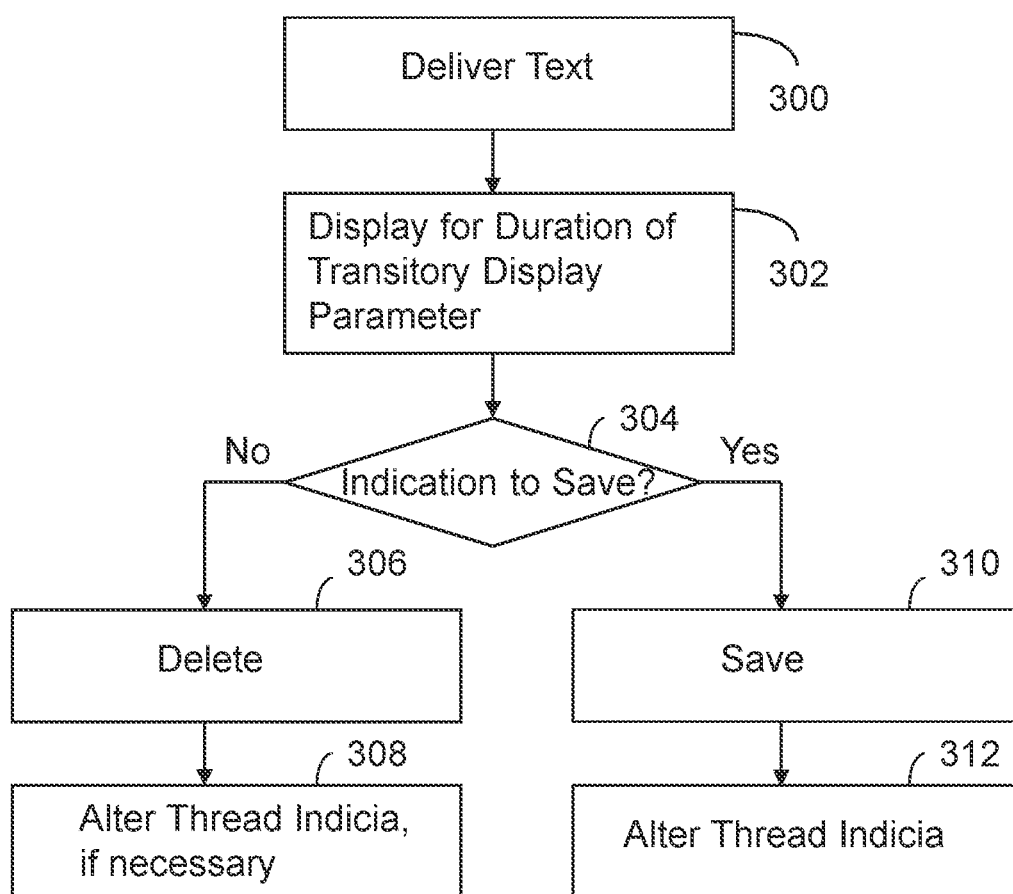 Deliver Text
300
Display for Duration of
Transitory Display
Parameter
302
304
No
Yes
Indication to Save?
306
310
Delete
Save
308
312
Alter Thread Indicia,
if necessary
Alter Thread Indicia